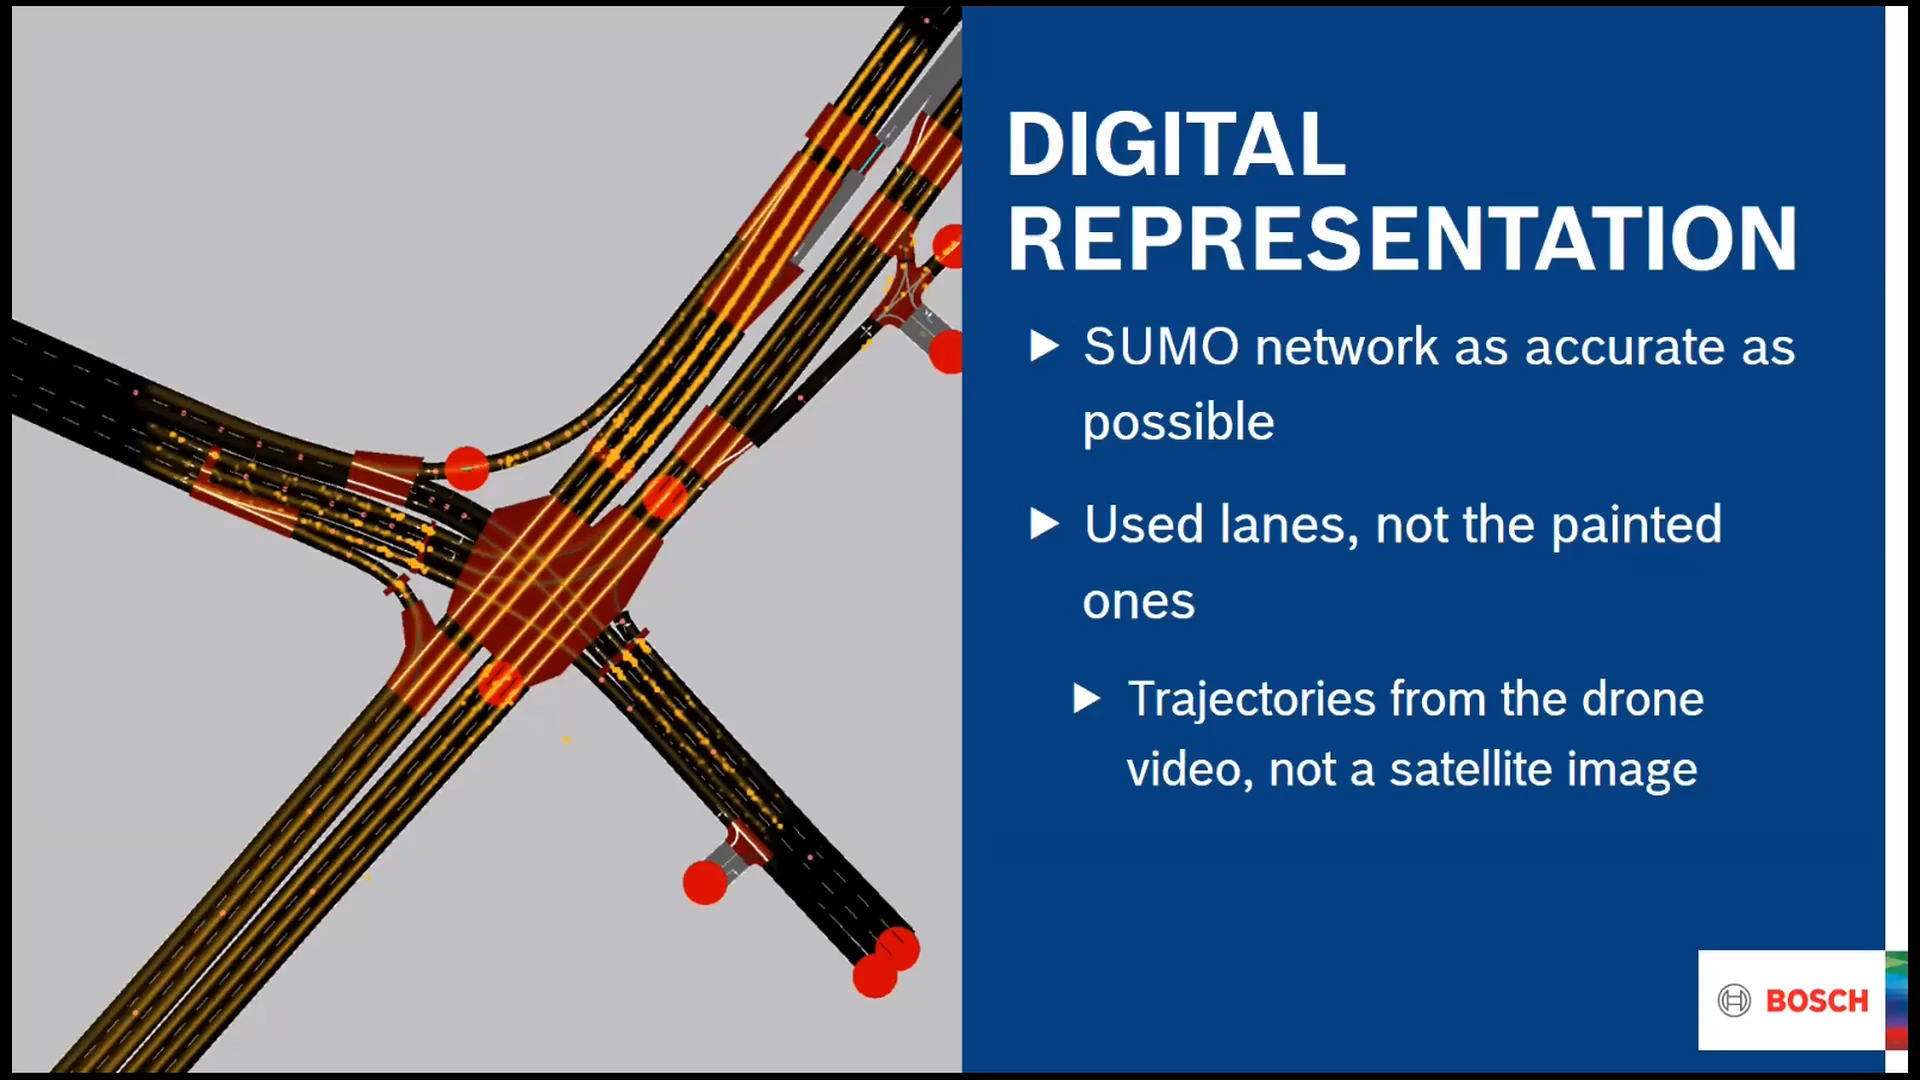 DIGITAL
REPRESENTATION
SUMO network as accurate as
possible
Used lanes, not the painted
ones
Trajectories from the drone
video, not a satellite image
BOSCH